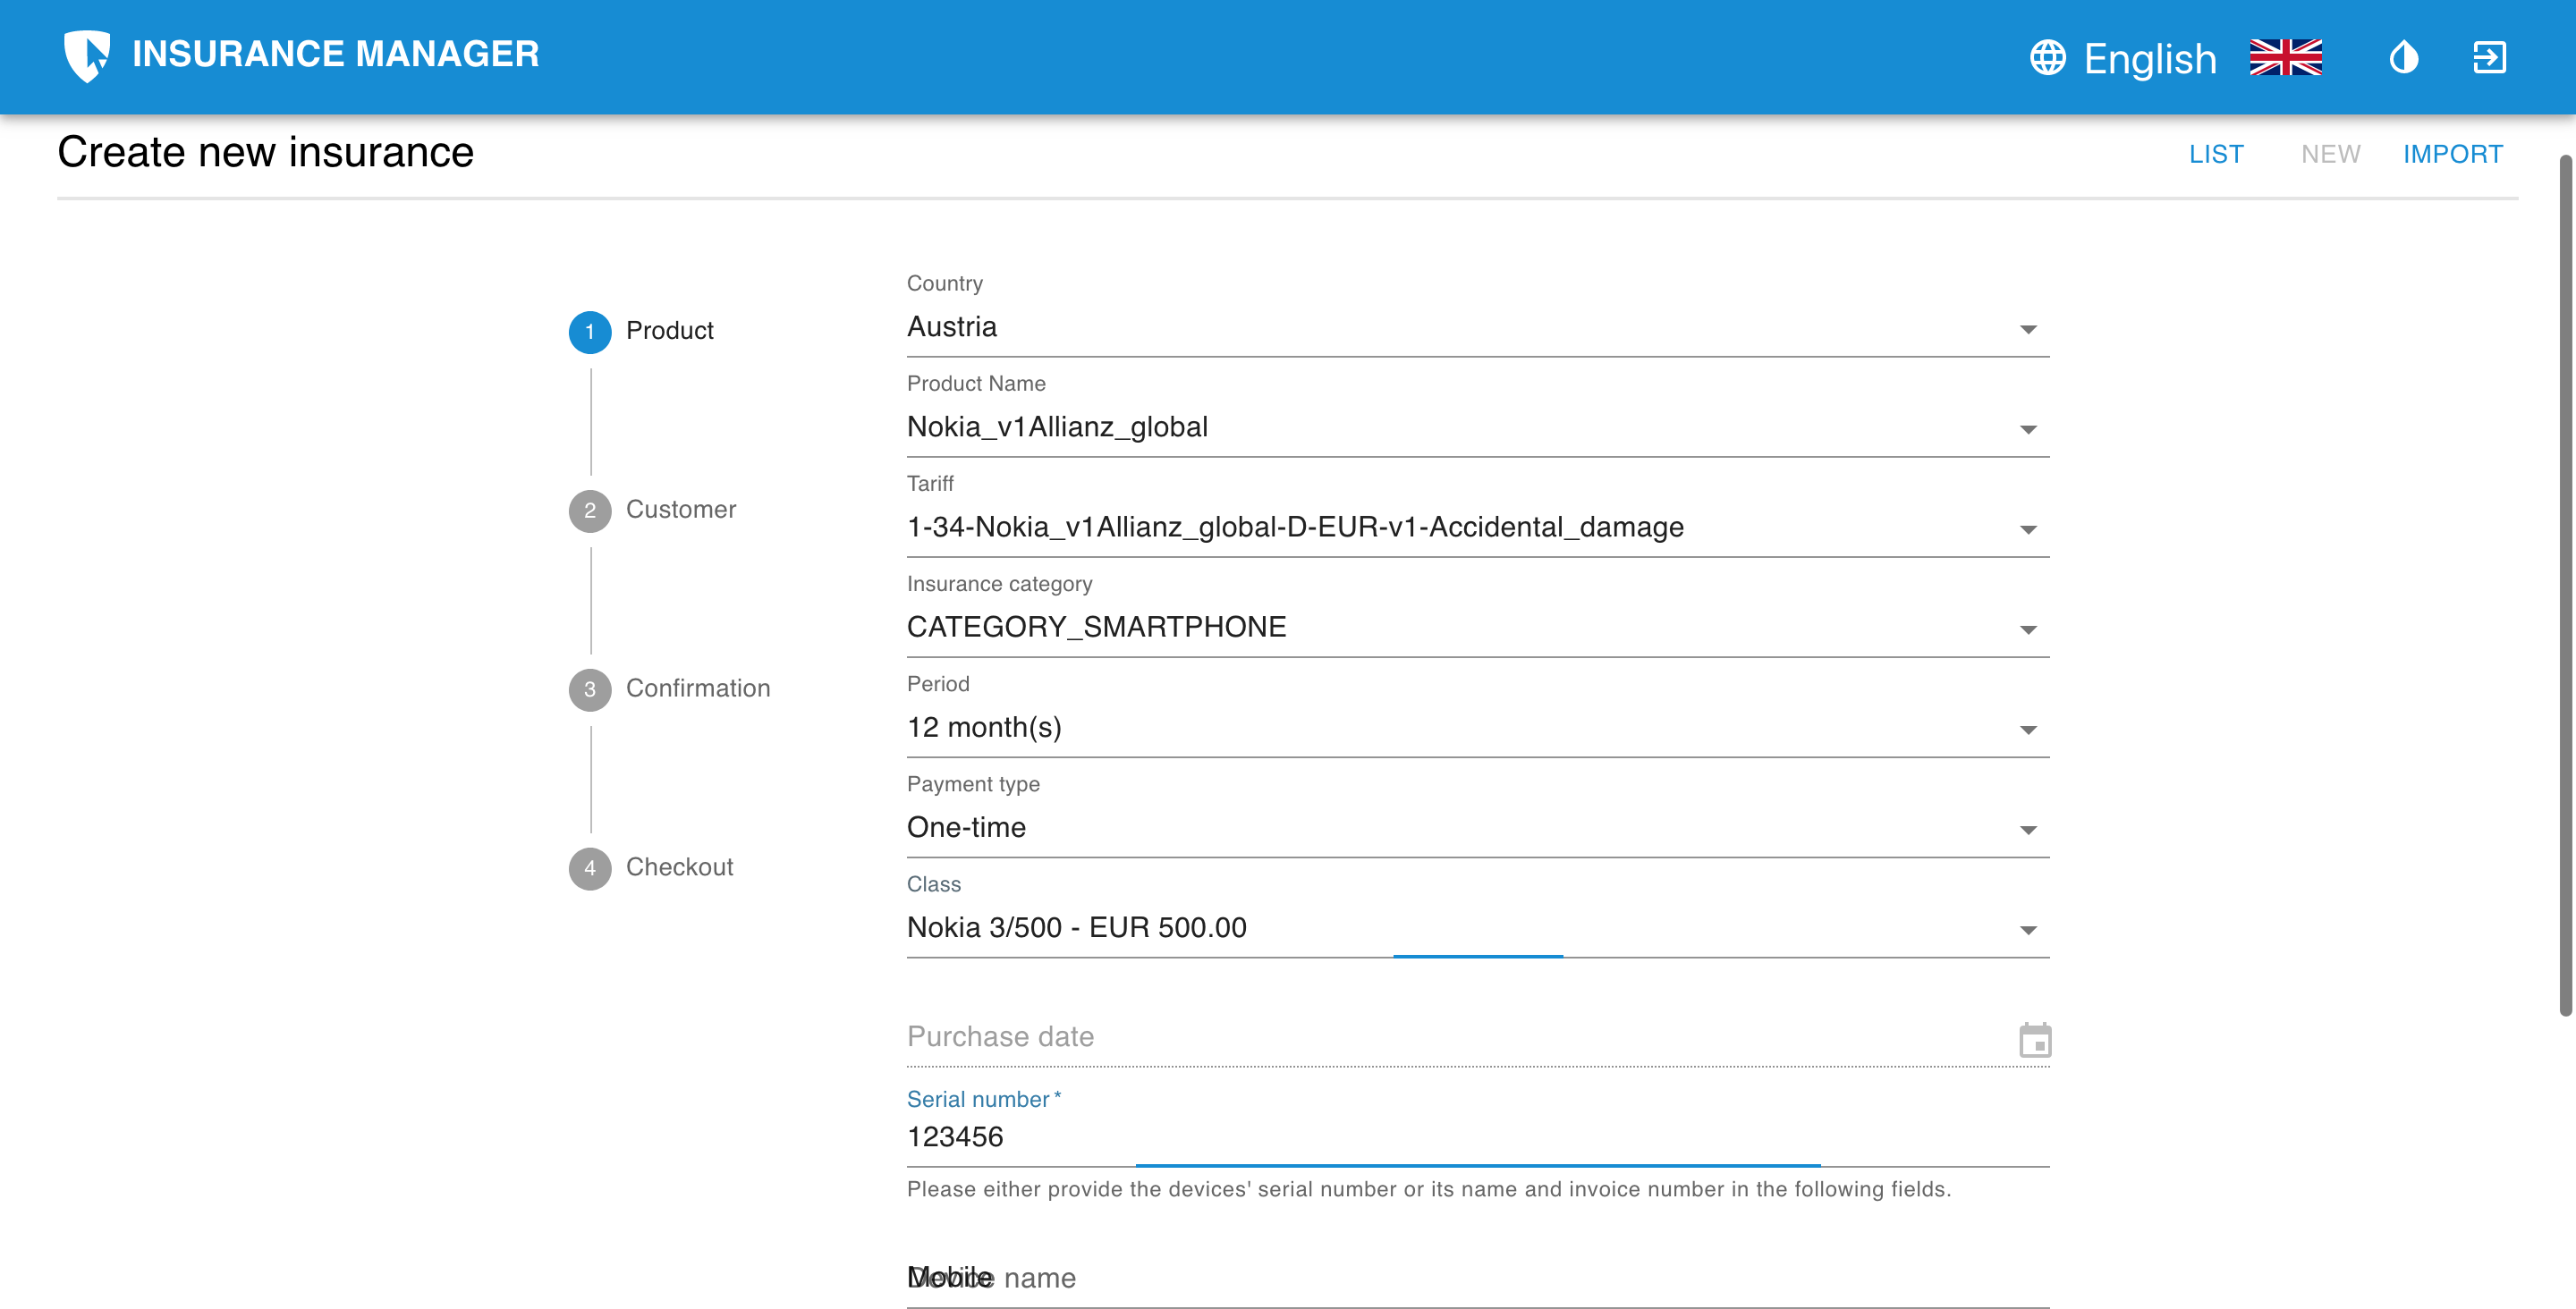 INSURANCE MANAGER
English
Create new insurance
LIST NEW IMPORT
1 Product
2 Customer
3 Confirmation
4 Checkout
Country
Austria
Product Name
Nokia_v1Allianz_global
Tariff
1-34-Nokia_v1Allianz_global-D-EUR-v1-Accidental_damage
Insurance category
CATEGORY_SMARTPHONE
Period
12 month(s)
Payment type
One-time
Class
Nokia 3/500 - EUR 500.00
Purchase date
Serial number *
123456
Please either provide the devices' serial number or its name and invoice number in the following fields.
Device name
Mobile